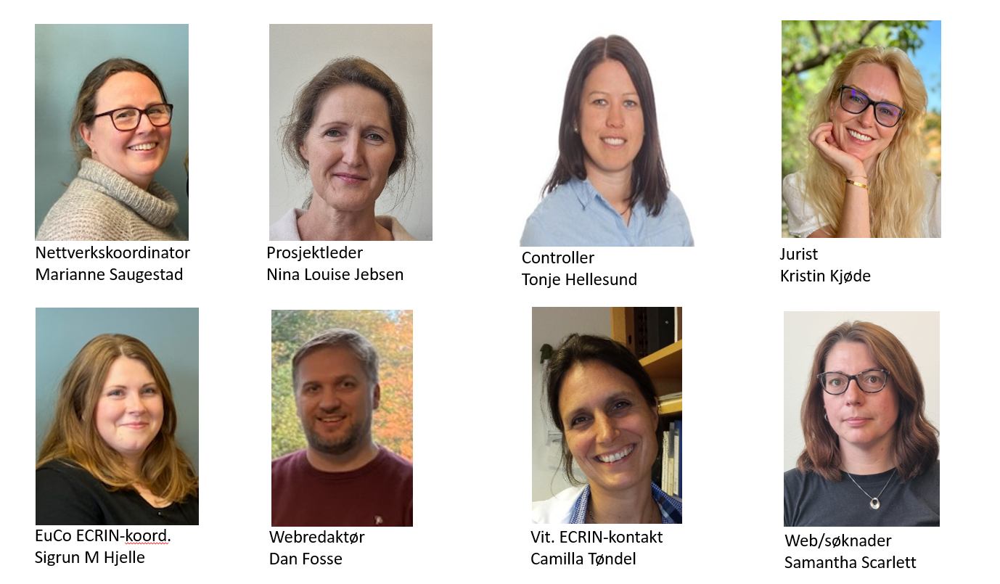 Nettverkskoordinator
Marianne Saugestad
Prosjektleder
Nina Louise Jebsen
Controller
Tonje Hellesund
Jurist
Kristin Kjøde
EuCo ECRIN-koord.
Sigrun M Hjelle
Webredaktør
Dan Fosse
Vit. ECRIN-kontakt
Camilla Tøndel
Web/søknader
Samantha Scarlett